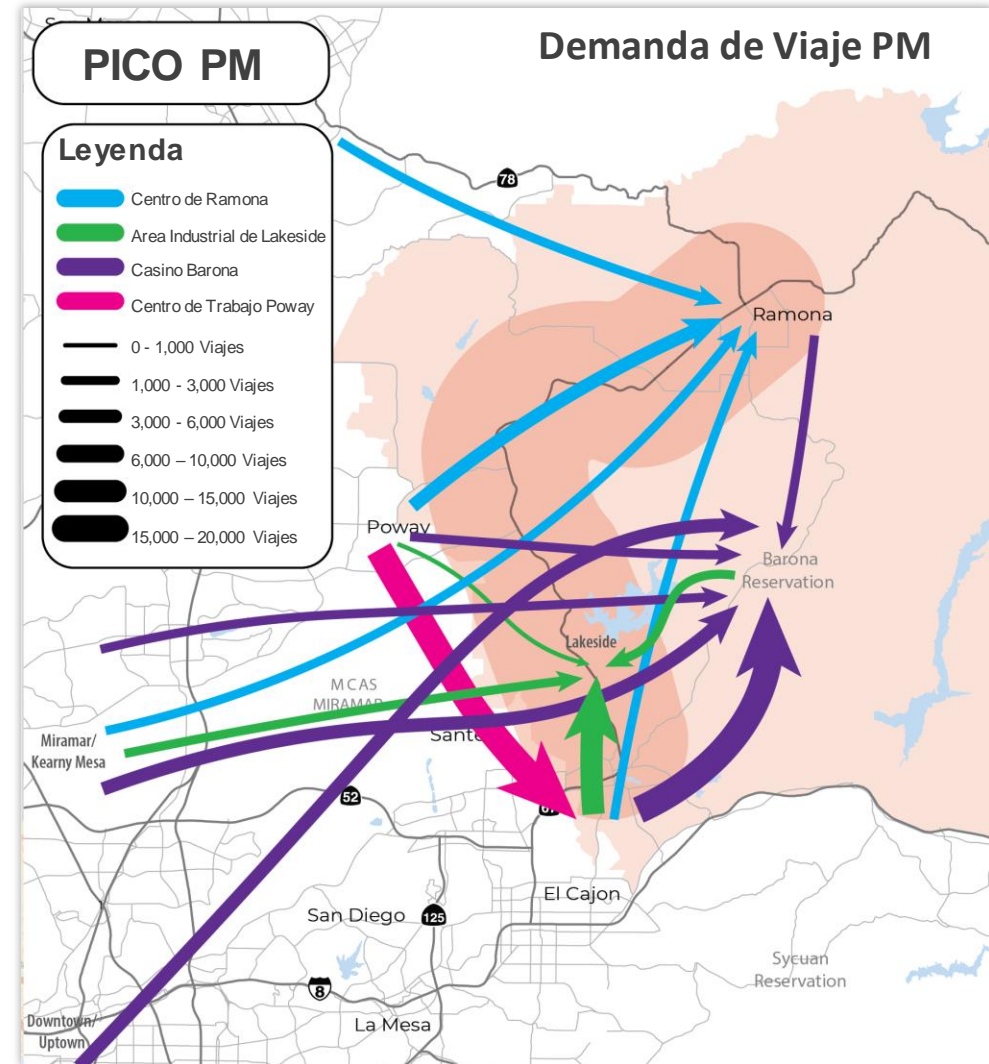 PICO PM
Demanda de Viaje PM
Leyenda
Centro de Ramona
Area Industrial de Lakeside
Casino Barona
Centro de Trabajo Poway
0 - 1,000 Viajes
1,000 - 3,000 Viajes
3,000 - 6,000 Viajes
6,000 – 10,000 Viajes
10,000 – 15,000 Viajes
15,000 – 20,000 Viajes
78
Ramona
Poway
Barona
Reservation
Lakeside
MCAS
MIRAMAR
Miramar/
Kearny Mesa
52
El Cajon
San Diego
125
Sycuan
Reservation
8
Downtown/
Uptown
La Mesa